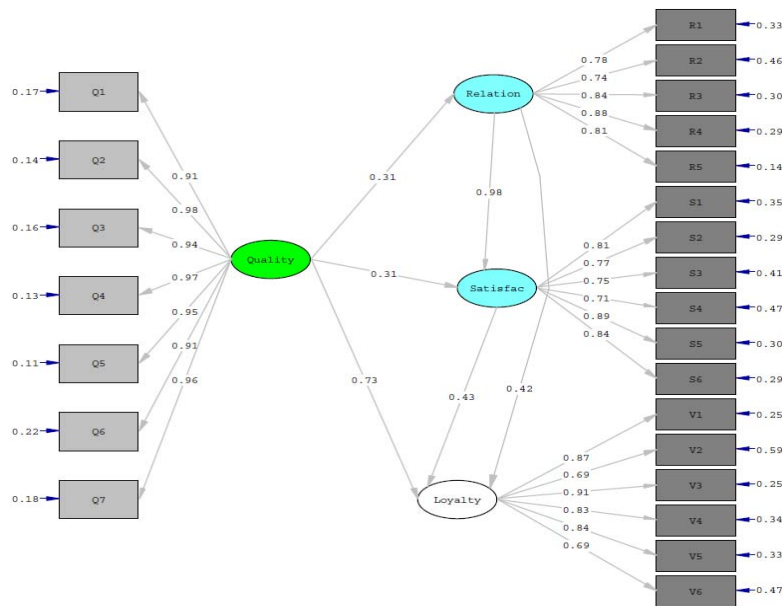 0.17
Q1
0.14
Q2
0.16
Q3
0.13
Q4
0.11
Q5
0.22
Q6
0.18
Q7
0.91
0.98
0.94
0.97
0.95
0.91
0.96
Quality
0.31
0.31
0.73
Relation
0.98
Satisfac
0.43
0.42
Loyalty
0.78
0.74
0.84
0.88
0.81
0.81
0.77
0.75
0.71
0.89
0.84
0.87
0.69
0.91
0.83
0.84
0.69
R1
0.33
R2
0.46
R3
0.30
R4
0.29
R5
0.14
S1
0.35
S2
0.29
S3
0.41
S4
0.47
S5
0.30
S6
0.29
V1
0.25
V2
0.59
V3
0.25
V4
0.34
V5
0.33
V6
0.47